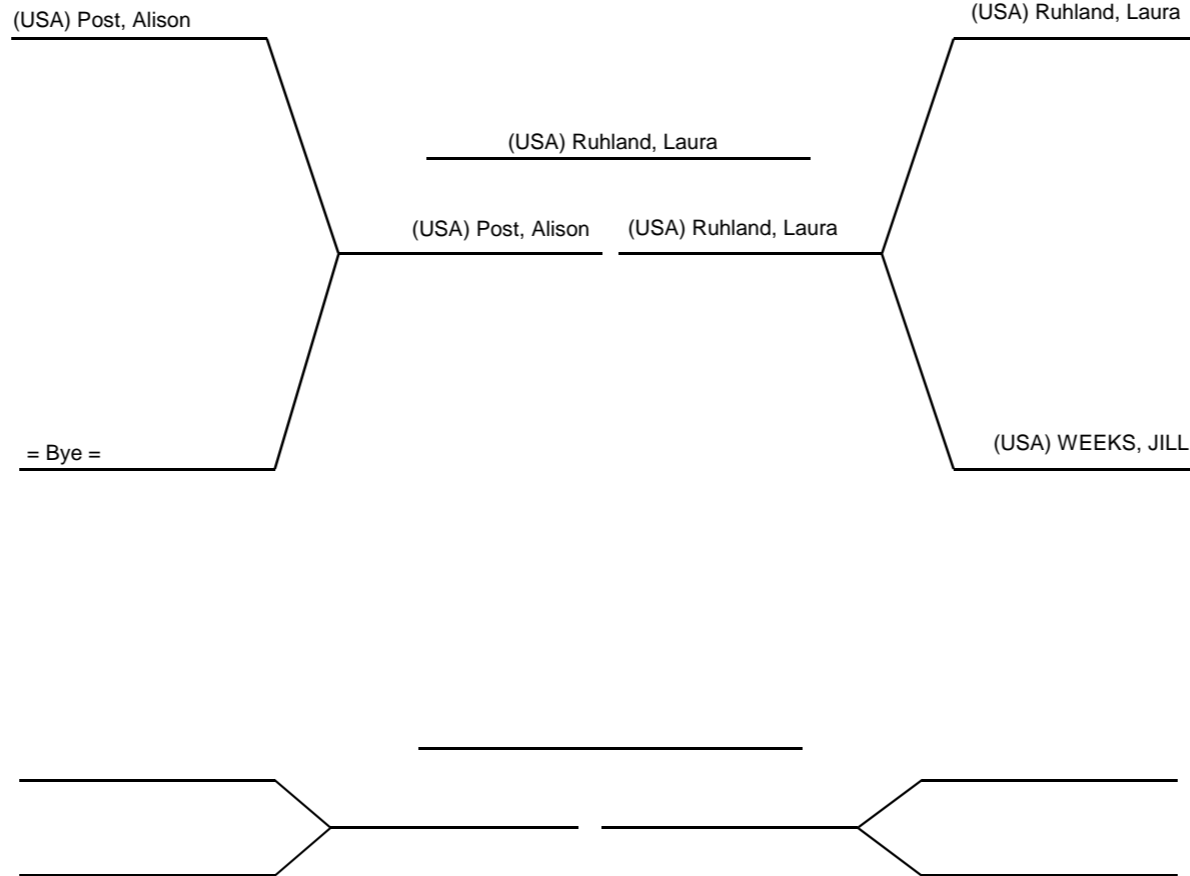 (USA) Post, Alison
(USA) Ruhland, Laura
(USA) Ruhland, Laura
(USA) Post, Alison
(USA) Ruhland, Laura
= Bye =
(USA) WEEKS, JILL